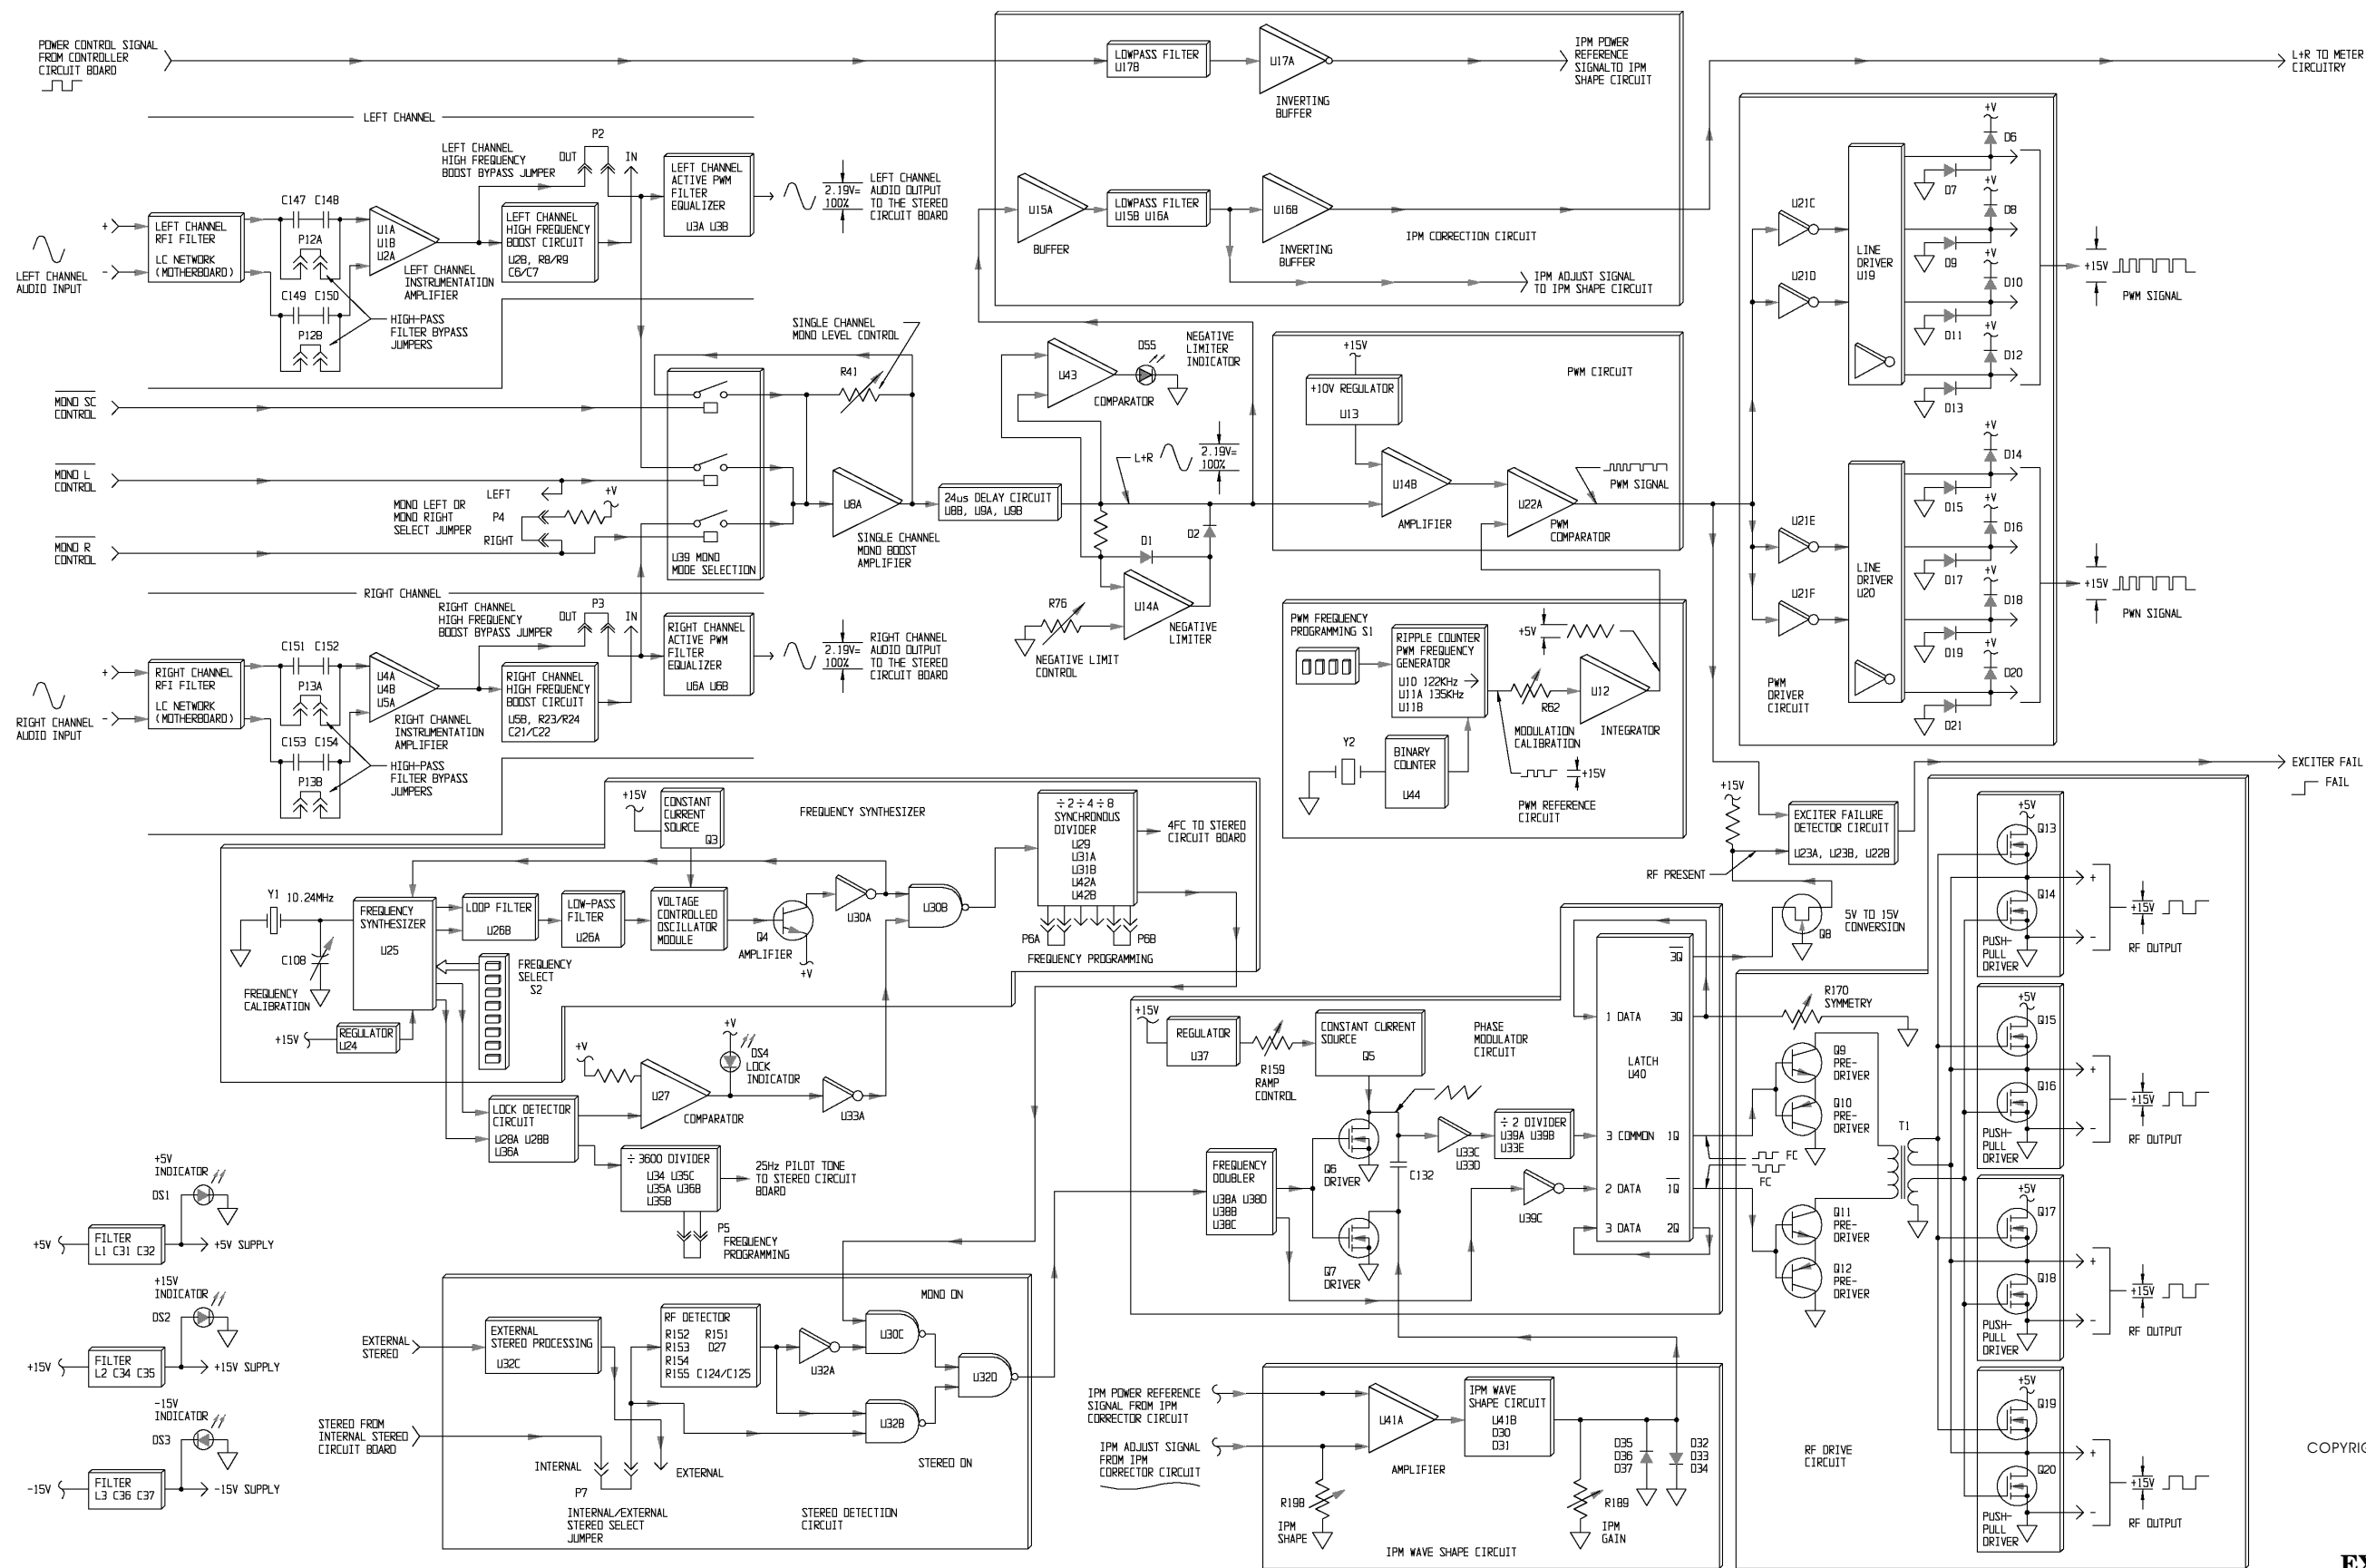 POWER CONTROL SIGNAL
FROM CONTROLLER
CIRCUIT BOARD
LOWPASS FILTER
U17B
U17A
INVERTING
BUFFER
IPM POWER
REFERENCE
SIGNALTO IPM
SHAPE CIRCUIT
L+R TO METER
CIRCUITRY
LEFT CHANNEL
LEFT CHANNEL
HIGH FREQUENCY
BOOST BYPASS JUMPER
P2
OUT
IN
LEFT CHANNEL
ACTIVE PWM
FILTER
EQUALIZER
U3A U3B
2.19V=
100%
LEFT CHANNEL
AUDIO OUTPUT
TO THE STEREO
CIRCUIT BOARD
LEFT CHANNEL
AUDIO INPUT
+
-
LEFT CHANNEL
RFI FILTER
LC NETWORK
(MOTHERBOARD)
C147 C148
P12A
C149 C150
P12B
U1A
U1B
U2A
LEFT CHANNEL
INSTRUMENTATION
AMPLIFIER
HIGH-PASS
FILTER BYPASS
JUMPERS
LEFT CHANNEL
HIGH FREQUENCY
BOOST CIRCUIT
U2B, R8/R9
C6/C7
U15A
BUFFER
LOWPASS FILTER
U15B U16A
U16B
INVERTING
BUFFER
IPM CORRECTION CIRCUIT
IPM ADJUST SIGNAL
TO IPM SHAPE CIRCUIT
MONO SC
CONTROL
MONO L
CONTROL
MONO R
CONTROL
MONO LEFT OR
MONO RIGHT
SELECT JUMPER
LEFT
P4
RIGHT
+V
SINGLE CHANNEL
MONO LEVEL CONTROL
R41
U39 MONO
MODE SELECTION
U8A
SINGLE CHANNEL
MONO BOOST
AMPLIFIER
24us DELAY CIRCUIT
U8B, U9A, U9B
U43
COMPARATOR
D55
NEGATIVE
LIMITER
INDICATOR
L+R
2.19V=
100%
D1
D2
U14A
NEGATIVE
LIMITER
R76
NEGATIVE LIMIT
CONTROL
+15V
+10V REGULATOR
U13
PWM CIRCUIT
U14B
AMPLIFIER
U22A
PWM
COMPARATOR
PWM SIGNAL
U21C
U21D
LINE
DRIVER
U19
+V
D6
D7
+V
D8
D9
+V
D10
D11
+V
D12
D13
+15V
PWM SIGNAL
U21E
U21F
LINE
DRIVER
U20
+V
D14
D15
+V
D16
D17
+V
D18
D19
+V
D20
D21
+15V
PWN SIGNAL
PWM
DRIVER
CIRCUIT
RIGHT CHANNEL
RIGHT CHANNEL
HIGH FREQUENCY
BOOST BYPASS JUMPER
P3
OUT
IN
RIGHT CHANNEL
ACTIVE PWM
FILTER
EQUALIZER
U6A U6B
2.19V=
100%
RIGHT CHANNEL
AUDIO OUTPUT
TO THE STEREO
CIRCUIT BOARD
RIGHT CHANNEL
AUDIO INPUT
+
-
RIGHT CHANNEL
RFI FILTER
LC NETWORK
(MOTHERBOARD)
C151 C152
P13A
C153 C154
P13B
U4A
U4B
U5A
RIGHT CHANNEL
INSTRUMENTATION
AMPLIFIER
HIGH-PASS
FILTER BYPASS
JUMPERS
RIGHT CHANNEL
HIGH FREQUENCY
BOOST CIRCUIT
U5B, R23/R24
C21/C22
PWM FREQUENCY
PROGRAMMING S1
RIPPLE COUNTER
PWM FREQUENCY
GENERATOR
U10 122KHz
U11A 135KHz
U11B
+5V
R62
U12
INTEGRATOR
MODULATION
CALIBRATION
+15V
Y2
BINARY
COUNTER
U44
PWM REFERENCE
CIRCUIT
EXCITER FAIL
FAIL
+15V
EXCITER FAILURE
DETECTOR CIRCUIT
U23A, U23B, U22B
RF PRESENT
Q8
5V TO 15V
CONVERSION
+15V
CONSTANT
CURRENT
SOURCE
Q3
FREQUENCY SYNTHESIZER
÷2÷4÷8
SYNCHRONOUS
DIVIDER
U29
U31A
U31B
U42A
U42B
4FC TO STEREO
CIRCUIT BOARD
P6A
P6B
FREQUENCY PROGRAMMING
Y1 10.24MHz
C108
FREQUENCY
CALIBRATION
FREQUENCY
SYNTHESIZER
U25
LOOP FILTER
U26B
LOW-PASS
FILTER
U26A
VOLTAGE
CONTROLLED
OSCILLATOR
MODULE
Q4
AMPLIFIER
+V
U30A
U30B
+15V
REGULATOR
U24
FREQUENCY
SELECT
S2
+V
U27
COMPARATOR
+V
DS4
LOCK
INDICATOR
U33A
LOCK DETECTOR
CIRCUIT
U28A U28B
U36A
÷3600 DIVIDER
U34 U35C
U35A U36B
U35B
25Hz PILOT TONE
TO STEREO CIRCUIT
BOARD
P5
FREQUENCY
PROGRAMMING
+15V
REGULATOR
U37
R159
RAMP
CONTROL
CONSTANT CURRENT
SOURCE
Q5
PHASE
MODULATOR
CIRCUIT
FREQUENCY
DOUBLER
U38A U38D
U38B
U38C
Q6
DRIVER
Q7
DRIVER
C132
U33C
U33D
÷2 DIVIDER
U39A U39B
U33E
U39C
LATCH
U40
1 DATA
3 COMMON
2 DATA
3 DATA
3Q
3Q
1Q
1Q
2Q
FC
FC
R170
SYMMETRY
Q9
PRE-
DRIVER
Q10
PRE-
DRIVER
Q11
PRE-
DRIVER
Q12
PRE-
DRIVER
T1
+5V
Q13
Q14
PUSH-
PULL
DRIVER
+
-
+15V
RF OUTPUT
+5V
Q15
Q16
PUSH-
PULL
DRIVER
+
-
+15V
RF OUTPUT
+5V
Q17
Q18
PUSH-
PULL
DRIVER
+
-
+15V
RF OUTPUT
+5V
Q19
Q20
PUSH-
PULL
DRIVER
+
-
+15V
RF OUTPUT
RF DRIVE
CIRCUIT
+5V
INDICATOR
DS1
+5V
FILTER
L1 C31 C32
+5V SUPPLY
+15V
INDICATOR
DS2
+15V
FILTER
L2 C34 C35
+15V SUPPLY
-15V
INDICATOR
DS3
-15V
FILTER
L3 C36 C37
-15V SUPPLY
EXTERNAL
STEREO
EXTERNAL
STEREO PROCESSING
U32C
RF DETECTOR
R152 R151
R153 D27
R154
R155 C124/C125
U32A
U30C
MONO ON
U32B
U32D
STEREO ON
STEREO FROM
INTERNAL STEREO
CIRCUIT BOARD
INTERNAL
EXTERNAL
P7
INTERNAL/EXTERNAL
STEREO SELECT
JUMPER
STEREO DETECTION
CIRCUIT
IPM POWER REFERENCE
SIGNAL FROM IPM
CORRECTOR CIRCUIT
IPM ADJUST SIGNAL
FROM IPM
CORRECTOR CIRCUIT
U41A
AMPLIFIER
IPM WAVE
SHAPE CIRCUIT
U41B
D30
D31
R198
IPM
SHAPE
R189
IPM
GAIN
D35
D36
D37
D32
D33
D34
IPM WAVE SHAPE CIRCUIT
COPYRIG
EX